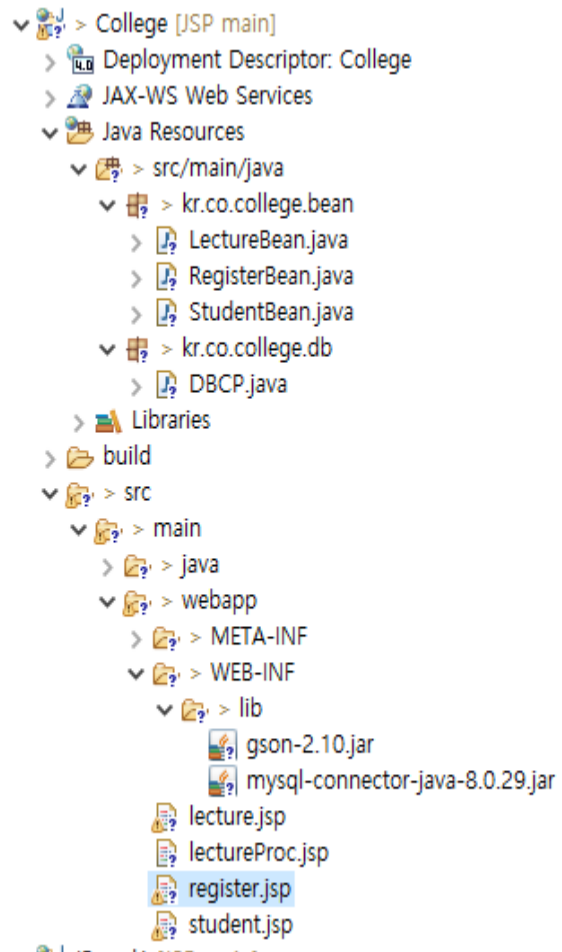 > College [JSP main]
Deployment Descriptor: College
JAX-WS Web Services
Java Resources
> src/main/java
> kr.co.college.bean
LectureBean.java
RegisterBean.java
StudentBean.java
> kr.co.college.db
DBCP.java
Libraries
build
> src
> main
> java
> webapp
> META-INF
> WEB-INF
> lib
gson-2.10.jar
mysql-connector-java-8.0.29.jar
lecture.jsp
lectureProc.jsp
register.jsp
student.jsp